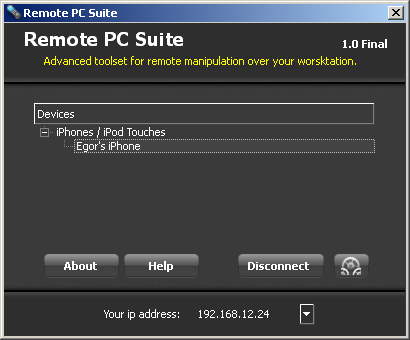 Remote PC Suite
Remote PC Suite
1.0 Final
Advanced toolset for remote manipulation over your worsktation.
Devices
iPhones / iPod Touches
Egor's iPhone
About Help Disconnect
Your ip address: 192.168.12.24